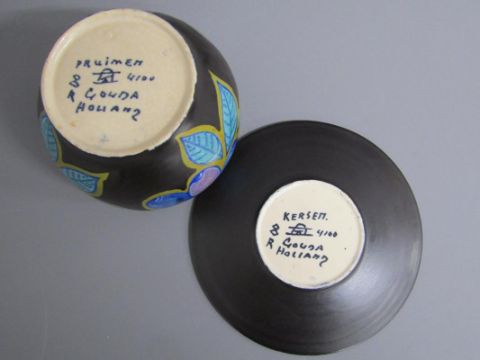 PRUIMEN
8 4100
R GOUDA
HOLLAND
KERSEN.
8 4100
R GOUDA
HOLLAND